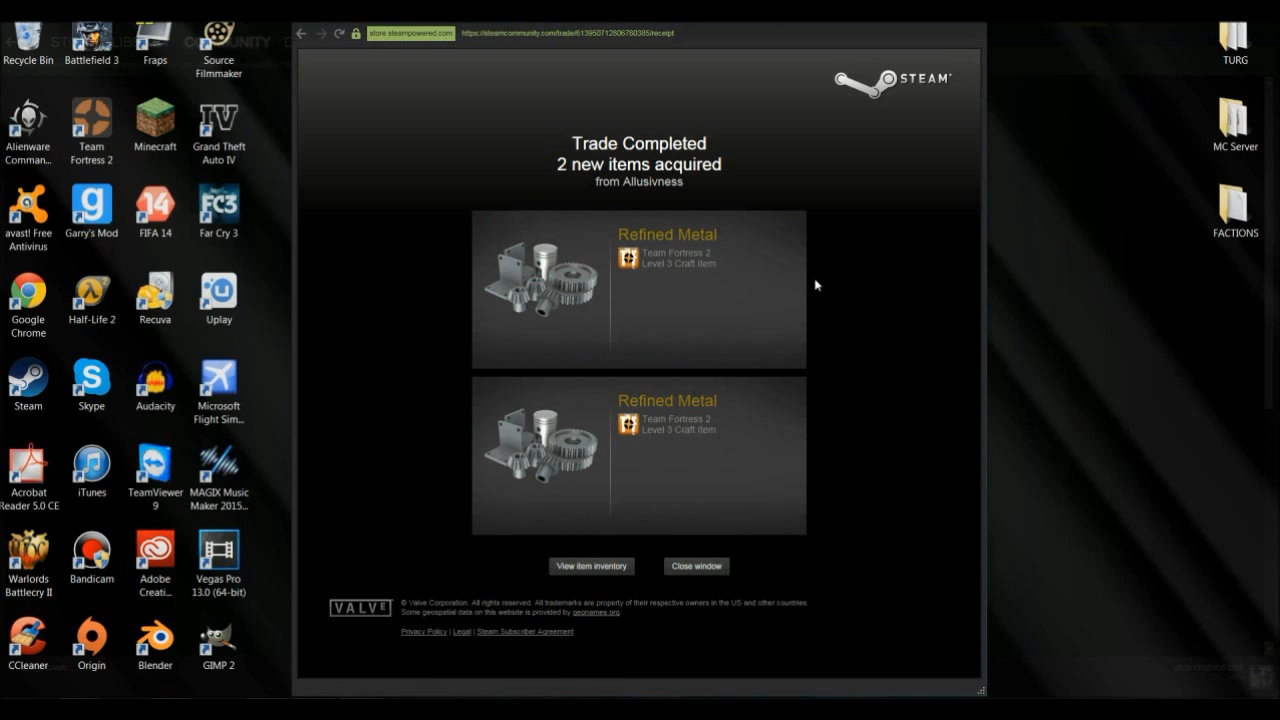 store.steampowered.com
https://steamcommunity.com/trade/613950712806780385/receipt
STEAM
Trade Completed
2 new items acquired
from Allusivness
Refined Metal
Team Fortress 2
Level 3 Craft Item
Refined Metal
Team Fortress 2
Level 3 Craft Item
View item inventory
Close window
VALVE
© Valve Corporation. All rights reserved. All trademarks are property of their respective owners in the US and other countries.
Some geospatial data on this website is provided by geonames.org.
Privacy Policy | Legal | Steam Subscriber Agreement
Recycle Bin
Battlefield 3
Fraps
Source
Filmmaker
Alienware
Comman...
Team
Fortress 2
Minecraft
Grand Theft
Auto IV
avast! Free
Antivirus
Garry's Mod
FIFA 14
Far Cry 3
Google
Chrome
Half-Life 2
Recuva
Uplay
Steam
Skype
Audacity
Microsoft
Flight Sim...
Acrobat
Reader 5.0 CE
iTunes
TeamViewer
9
MAGIX Music
Maker 2015...
Warlords
Battlecry II
Bandicam
Adobe
Creati...
Vegas Pro
13.0 (64-bit)
CCleaner
Origin
Blender
GIMP 2
TURG
MC Server
FACTIONS